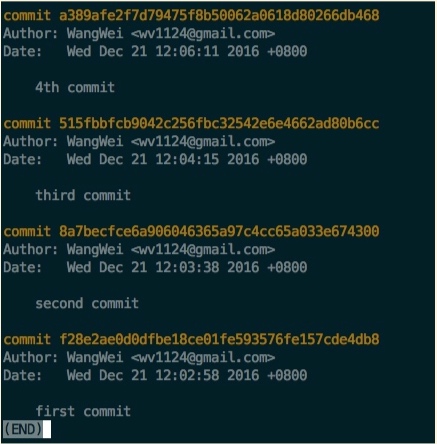 commit a389afe2f7d79475f8b50062a0618d80266db468
Author: WangWei <wv1124@gmail.com>
Date:   Wed Dec 21 12:06:11 2016 +0800
4th commit
commit 515fbbfcb9042c256fbc32542e6e4662ad80b6cc
Author: WangWei <wv1124@gmail.com>
Date:   Wed Dec 21 12:04:15 2016 +0800
third commit
commit 8a7becfce6a906046365a97c4cc65a033e674300
Author: WangWei <wv1124@gmail.com>
Date:   Wed Dec 21 12:03:38 2016 +0800
second commit
commit f28e2ae0d0dfbe18ce01fe593576fe157cde4db8
Author: WangWei <wv1124@gmail.com>
Date:   Wed Dec 21 12:02:58 2016 +0800
first commit
(END)